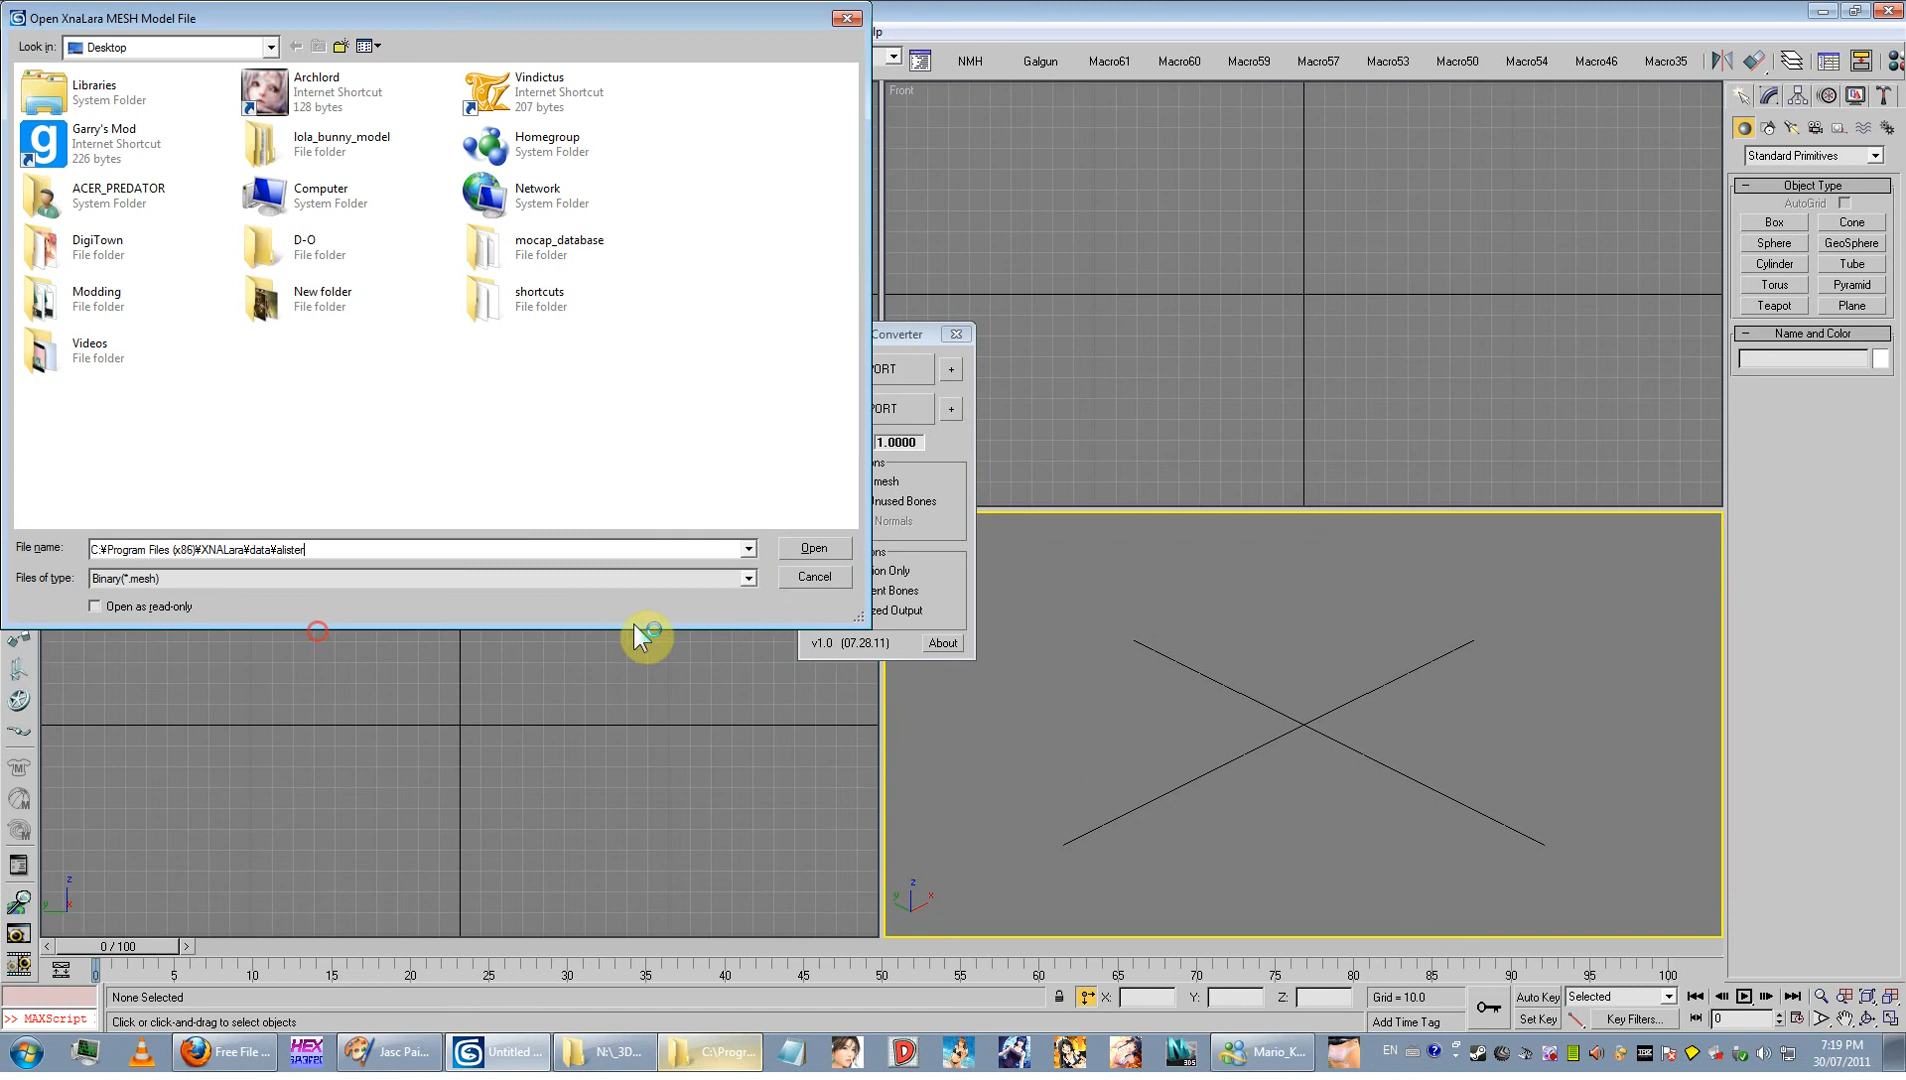 Open XnaLara MESH Model File
Look in:
Desktop
Libraries
System Folder
Archlord
Internet Shortcut
128 bytes
Vindictus
Internet Shortcut
207 bytes
Garry's Mod
Internet Shortcut
226 bytes
lola_bunny_model
File folder
Homegroup
System Folder
ACER_PREDATOR
System Folder
Computer
System Folder
Network
System Folder
DigiTown
File folder
D-O
File folder
mocap_database
File folder
Modding
File folder
New folder
File folder
shortcuts
File folder
Videos
File folder
File name:
C:¥Program Files (x86)¥XNALara¥data¥alister
Open
Files of type:
Binary(*.mesh)
Cancel
Open as read-only
lp
NMH
Galgun
Macro61
Macro60
Macro59
Macro57
Macro53
Macro50
Macro54
Macro46
Macro35
Front
Standard Primitives
Object Type
AutoGrid
Box
Cone
Sphere
GeoSphere
Cylinder
Tube
Torus
Pyramid
Teapot
Plane
Name and Color
Converter
PORT
+
PORT
+
1.0000
ons
mesh
Unused Bones
Normals
ons
ion Only
ent Bones
zed Output
v1.0 (07.28.11)
About
z
y
x
z
y
x
0 / 100
0 5 10 15 20 25 30 35 40 45 50 55 60 65 70 75 80 85 90 95 100
None Selected
X:
Y:
Z:
Grid = 10.0
Auto Key
Selected
>> MAXScript
Click or click-and-drag to select objects
Add Time Tag
Set Key
Key Filters...
0
HEX
Free File ...
Jasc Pai...
Untitled ...
N:\_3D...
C:\Progr...
Mario_K...
EN
7:19 PM
30/07/2011